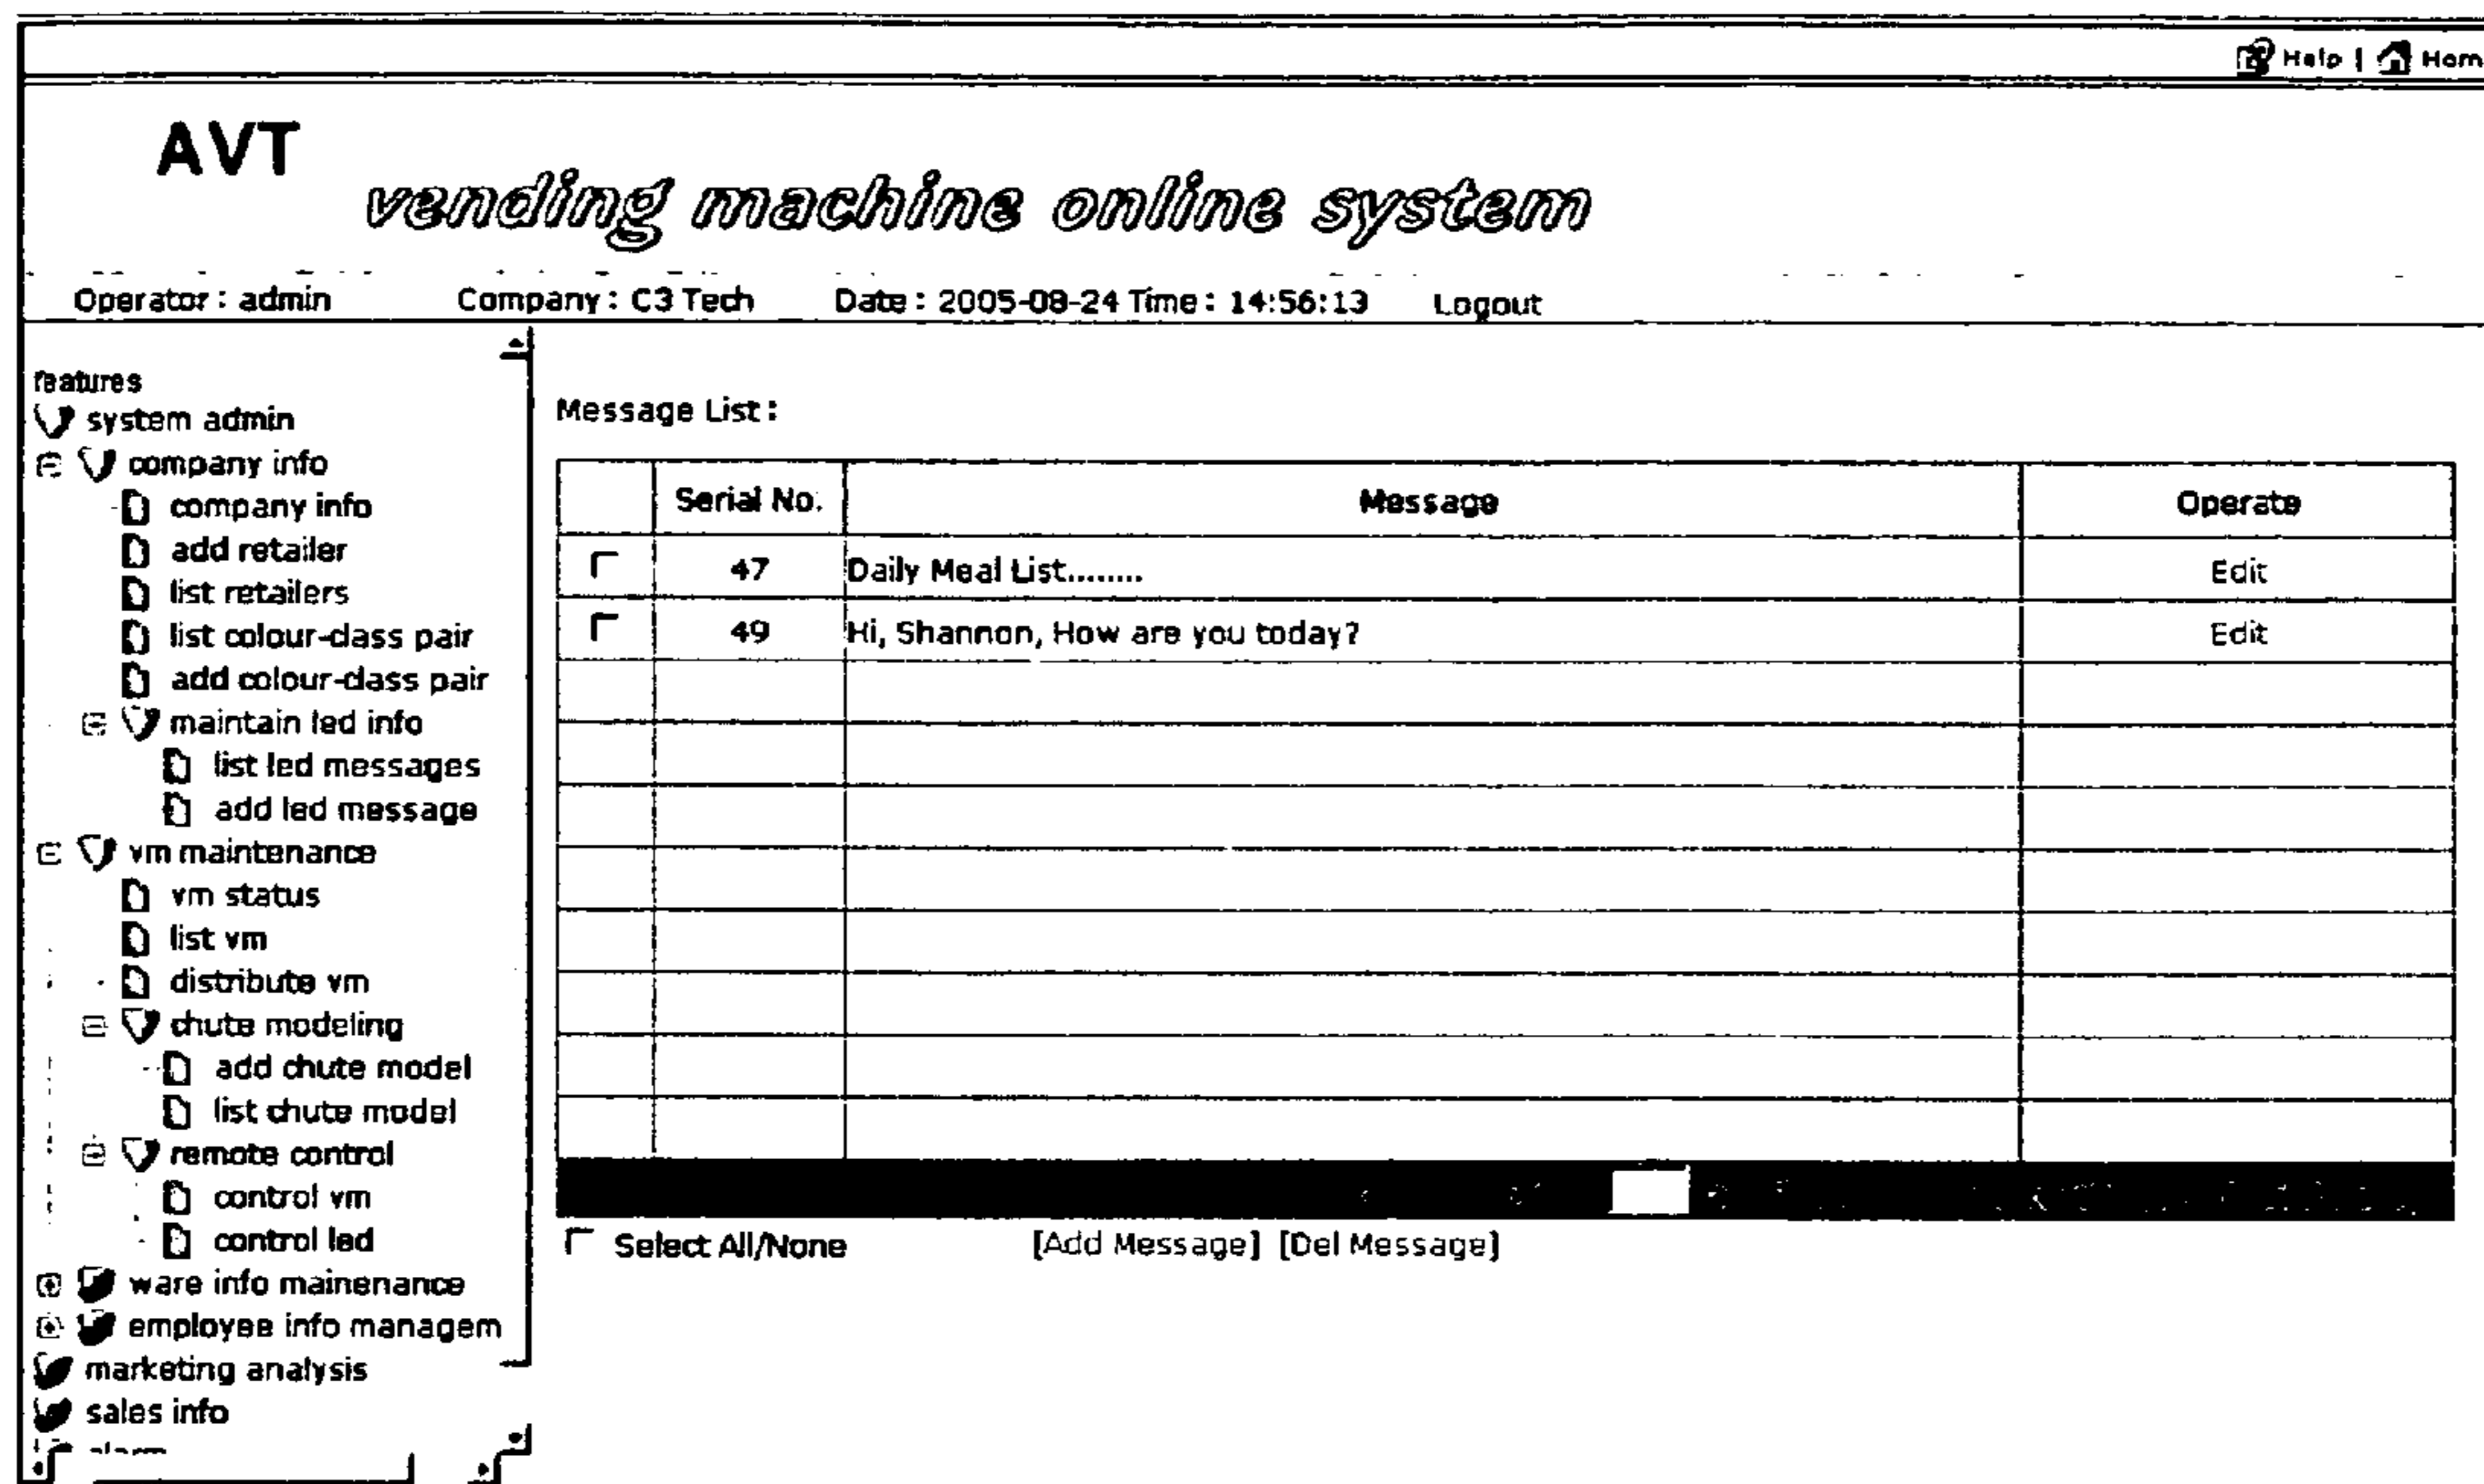 Help | Hom
AVT
vending machine online system
Operator : admin Company : C3 Tech Date : 2005-08-24 Time : 14:56:13 Logout
features
system admin
company info
company info
add retailer
list retailers
list colour-class pair
add colour-class pair
maintain led info
list led messages
add led message
vm maintenance
vm status
list vm
distribute vm
chute modeling
add chute model
list chute model
remote control
control vm
control led
ware info mainenance
employee info managem
marketing analysis
sales info
alarm
Message List :
Serial No. Message Operate
47 Daily Meal List........ Edit
49 Hi, Shannon, How are you today? Edit
Select All/None [Add Message] [Del Message]